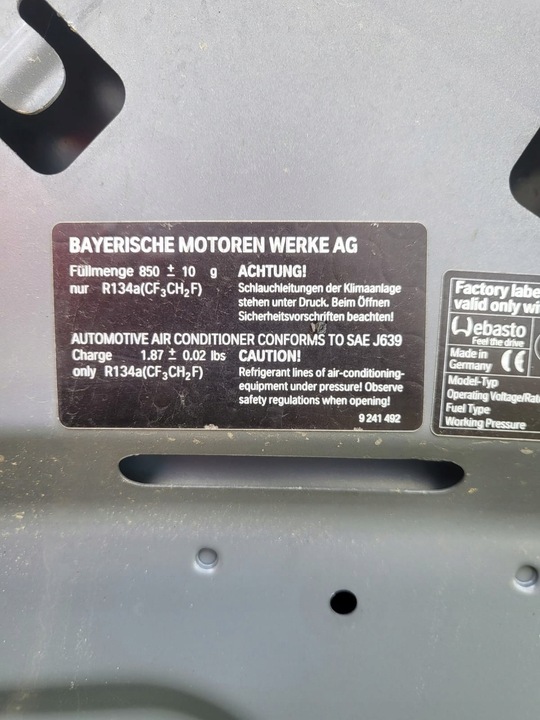 BAYERISCHE MOTOREN WERKE AG
Füllmenge 850 ± 10 g
nur R134a(CF₃CH₂F)
ACHTUNG!
Schlauchleitungen der Klimaanlage
stehen unter Druck. Beim Öffnen
Sicherheitsvorschriften beachten!
AUTOMOTIVE AIR CONDITIONER CONFORMS TO SAE J639
Charge 1.87 ± 0.02 lbs
only R134a(CF₃CH₂F)
CAUTION!
Refrigerant lines of air-conditioning-
equipment under pressure! Observe
safety regulations when opening!
9 241 492
Factory labe
valid only wi
Webasto
Feel the drive
Made in
Germany
CE
Model-Typ
Operating Voltage/Rat
Fuel Type
Working Pressure